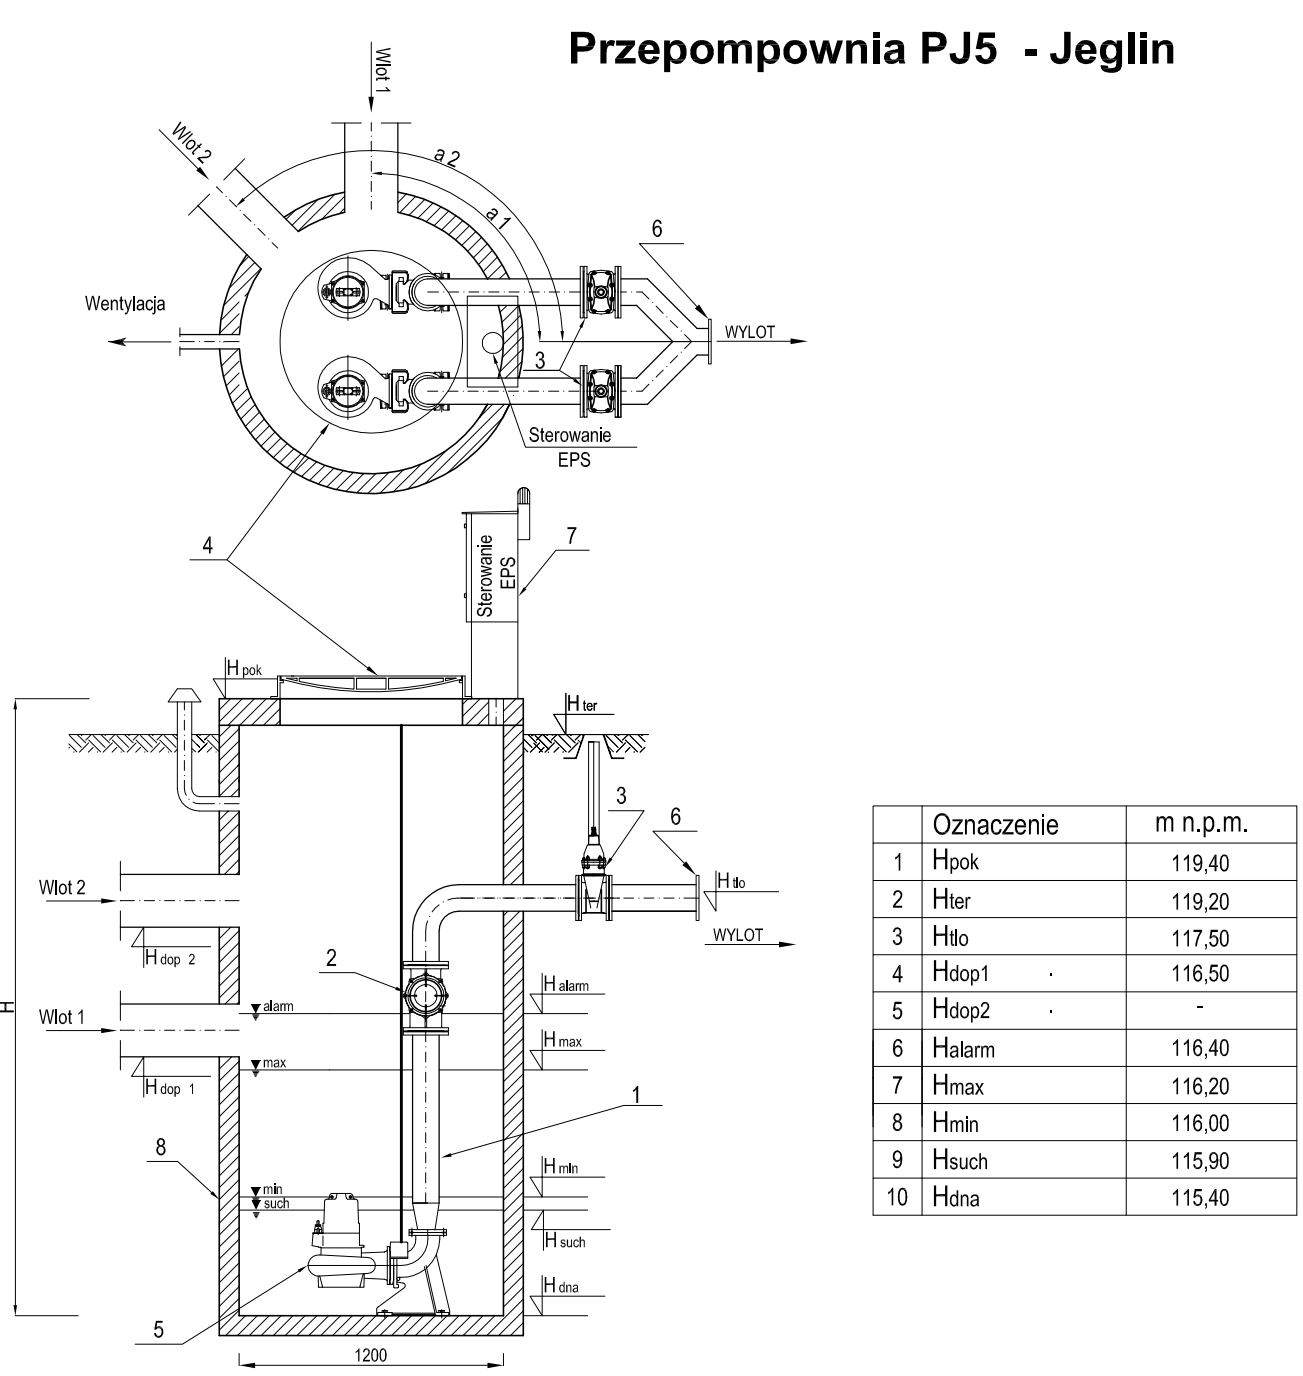 Przepompownia PJ5 - Jeglin
Wlot 1
Wlot 2
a 2
a 1
6
Wentylacja
WYLOT
3
Sterowanie
EPS
4
7
Sterowanie
EPS
H pok
H ter
3
6
H tlo
WYLOT
Wlot 2
H dop 2
2
H alarm
alarm
Wlot 1
H max
max
H dop 1
1
H
8
H min
min
such
H such
H dna
5
1200
Oznaczenie m n.p.m.
1 Hpok 119,40
2 Hter 119,20
3 Htlo 117,50
4 Hdop1 116,50
5 Hdop2 -
6 Halarm 116,40
7 Hmax 116,20
8 Hmin 116,00
9 Hsuch 115,90
10 Hdna 115,40